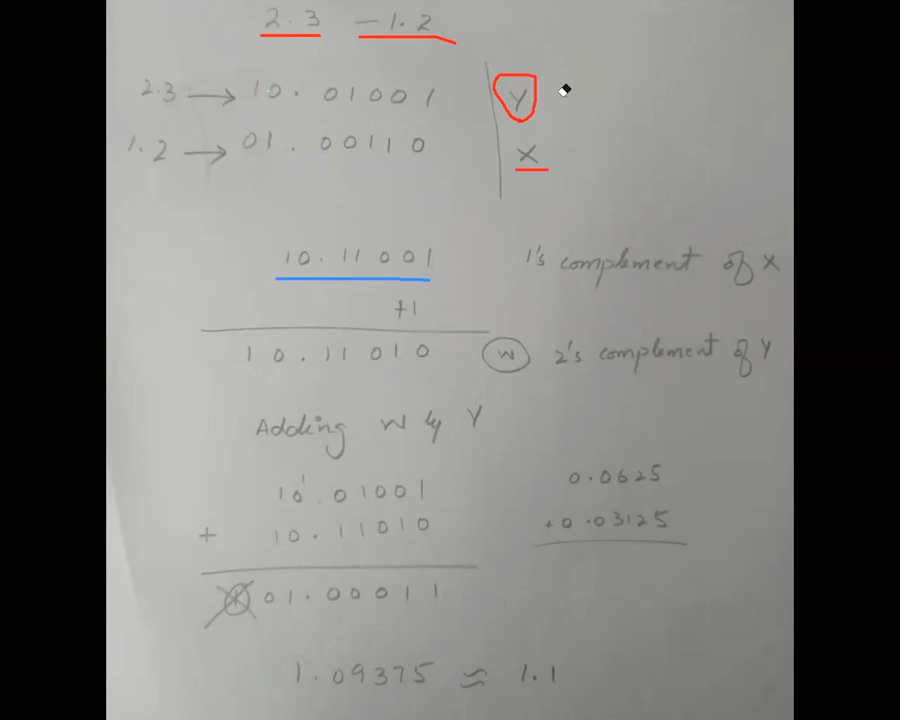 2.3 -1.2
2.3 → 10.01001 Y
1.2 → 01.00110 X
10.11001 1's complement of X
+1
10.11010 W 2's complement of Y
Adding W & Y
1
10.01001 0.0625
+ 10.11010 +0.03125
1 01.00011
1.09375 ≈ 1.1